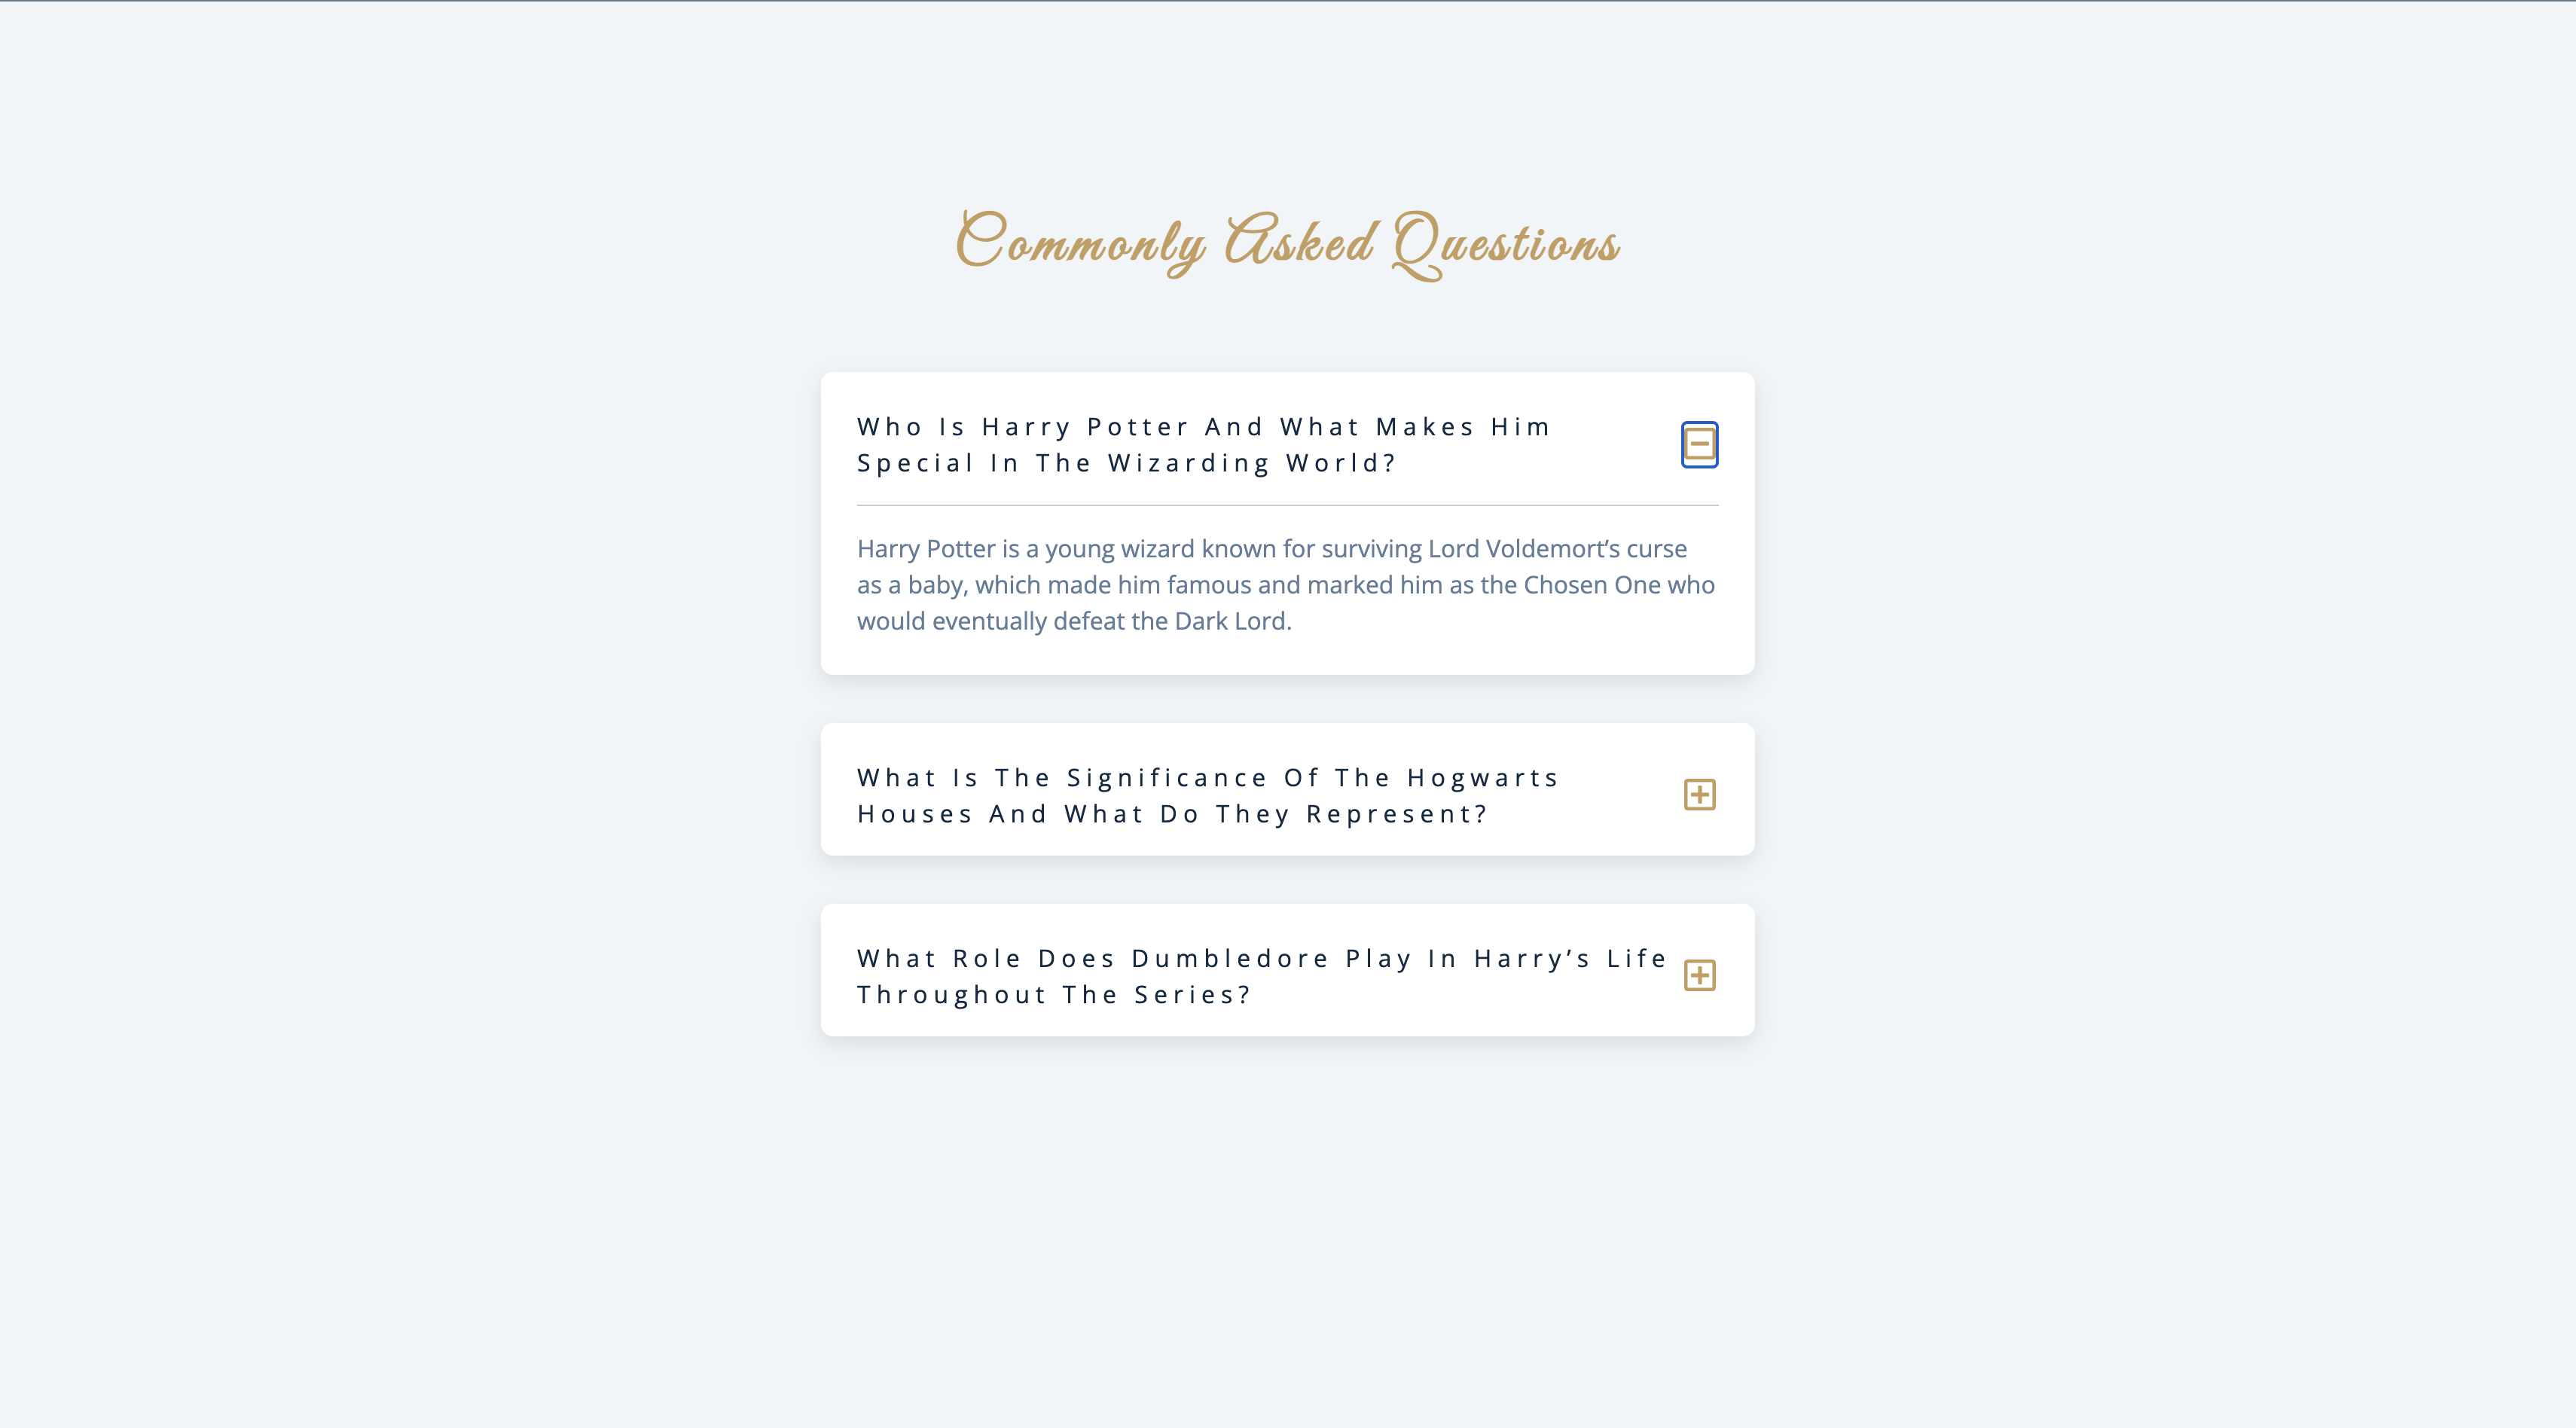 Commonly Asked Questions
Who Is Harry Potter And What Makes Him
Special In The Wizarding World?
Harry Potter is a young wizard known for surviving Lord Voldemort’s curse
as a baby, which made him famous and marked him as the Chosen One who
would eventually defeat the Dark Lord.
What Is The Significance Of The Hogwarts
Houses And What Do They Represent?
What Role Does Dumbledore Play In Harry’s Life
Throughout The Series?